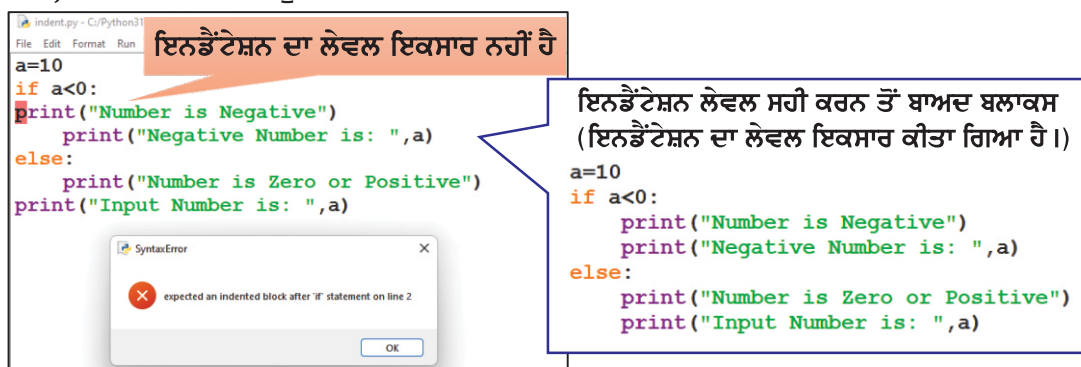 indent.py - C:/Python31
File Edit Format Run
ਇਨਡੈਂਟੇਸ਼ਨ ਦਾ ਲੇਵਲ ਇਕਸਾਰ ਨਹੀਂ ਹੈ
a=10
if a<0:
print("Number is Negative")
    print("Negative Number is: ",a)
else:
    print("Number is Zero or Positive")
print("Input Number is: ",a)
SyntaxError
expected an indented block after 'if' statement on line 2
OK
ਇਨਡੈਂਟੇਸ਼ਨ ਲੇਵਲ ਸਹੀ ਕਰਨ ਤੋਂ ਬਾਅਦ ਬਲਾਕਸ
(ਇਨਡੈਂਟੇਸ਼ਨ ਦਾ ਲੇਵਲ ਇਕਸਾਰ ਕੀਤਾ ਗਿਆ ਹੈ।)
a=10
if a<0:
    print("Number is Negative")
    print("Negative Number is: ",a)
else:
    print("Number is Zero or Positive")
    print("Input Number is: ",a)